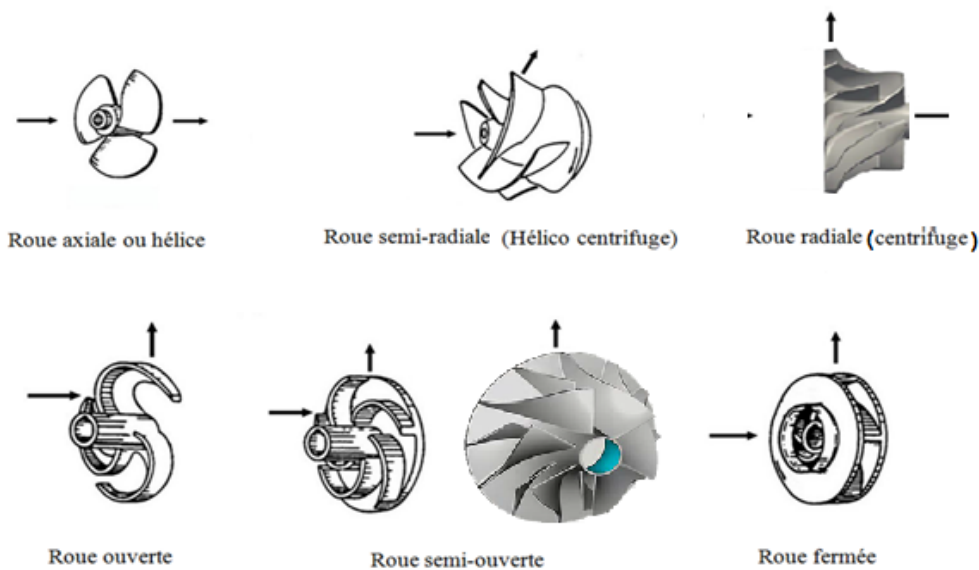 Roue axiale ou hélice
Roue semi-radiale (Hélico centrifuge)
Roue radiale (centrifuge)
Roue ouverte
Roue semi-ouverte
Roue fermée